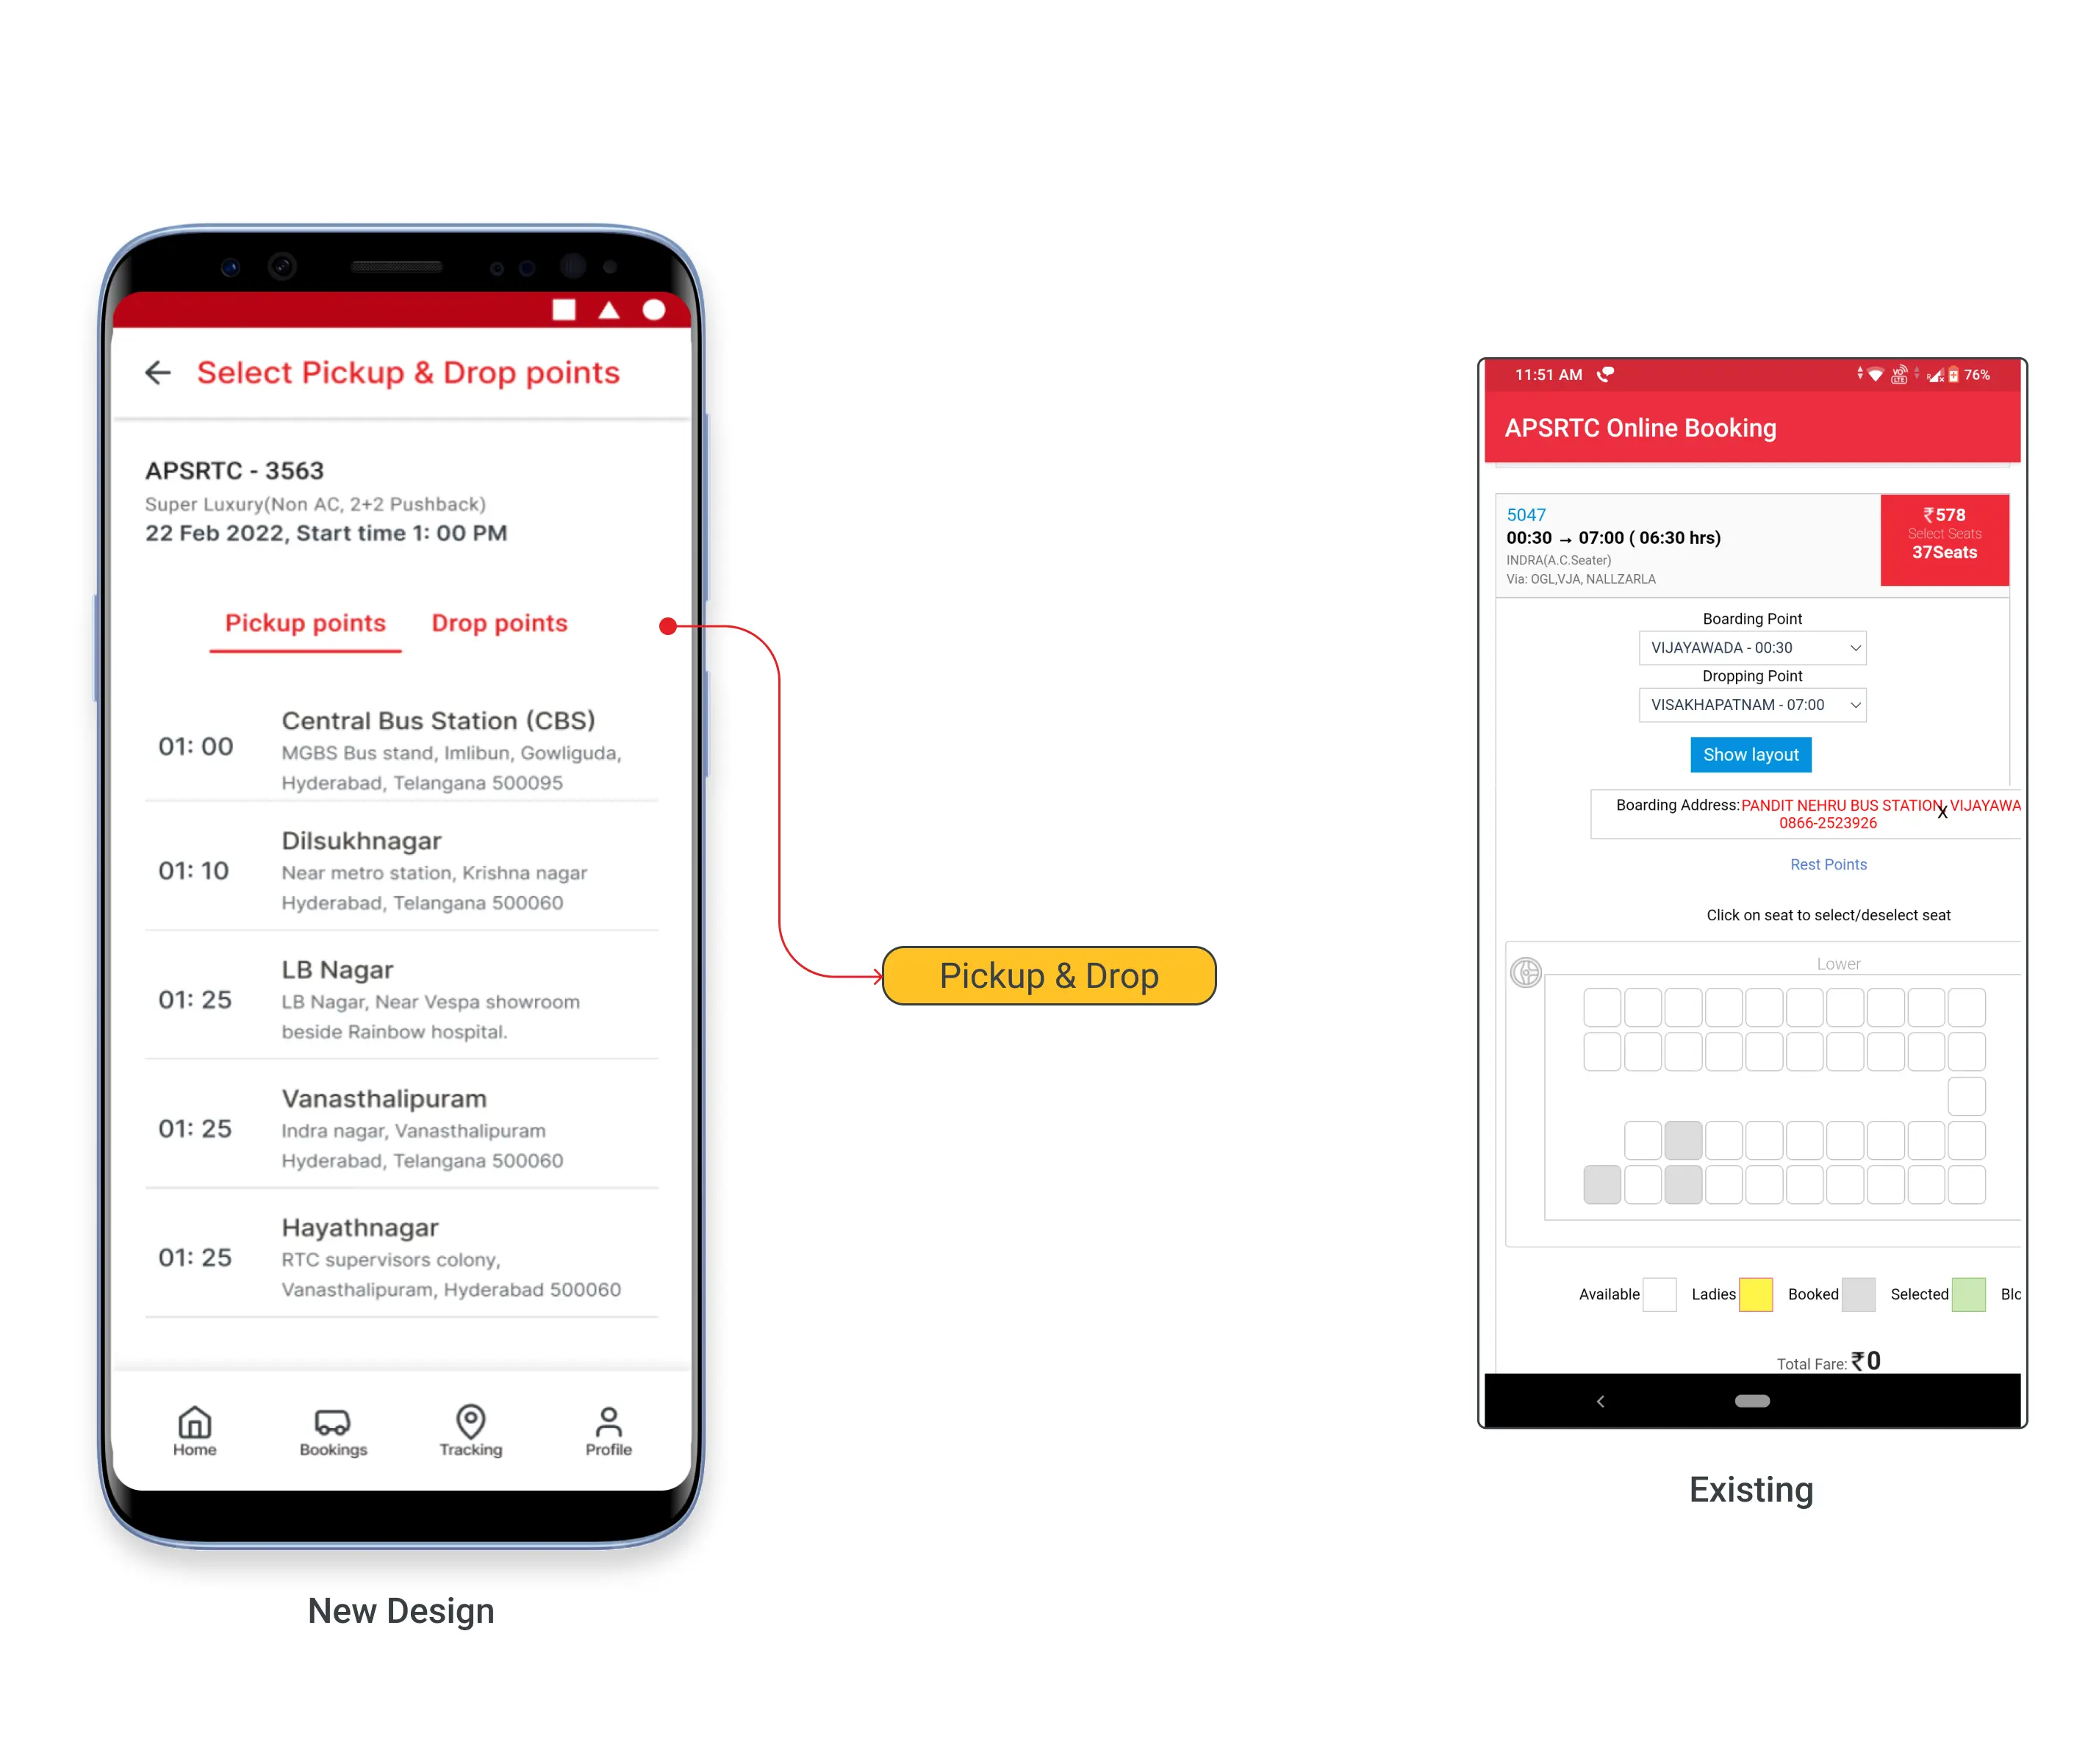 Select Pickup & Drop points
APSRTC - 3563
Super Luxury(Non AC, 2+2 Pushback)
22 Feb 2022, Start time 1: 00 PM
Pickup points
Drop points
01: 00
Central Bus Station (CBS)
MGBS Bus stand, Imlibun, Gowliguda,
Hyderabad, Telangana 500095
01: 10
Dilsukhnagar
Near metro station, Krishna nagar
Hyderabad, Telangana 500060
01: 25
LB Nagar
LB Nagar, Near Vespa showroom
beside Rainbow hospital.
01: 25
Vanasthalipuram
Indra nagar, Vanasthalipuram
Hyderabad, Telangana 500060
01: 25
Hayathnagar
RTC supervisors colony,
Vanasthalipuram, Hyderabad 500060
Home
Bookings
Tracking
Profile
New Design
Pickup & Drop
11:51 AM
VO
LTE
R
76%
APSRTC Online Booking
5047
00:30 → 07:00 ( 06:30 hrs)
INDRA(A.C.Seater)
Via: OGL,VJA, NALLZARLA
₹578
Select Seats
37Seats
Boarding Point
VIJAYAWADA - 00:30
Dropping Point
VISAKHAPATNAM - 07:00
Show layout
Boarding Address:PANDIT NEHRU BUS STATION, VIJAYAWA
X
0866-2523926
Rest Points
Click on seat to select/deselect seat
Lower
Available
Ladies
Booked
Selected
Blc
Total Fare: ₹0
Existing